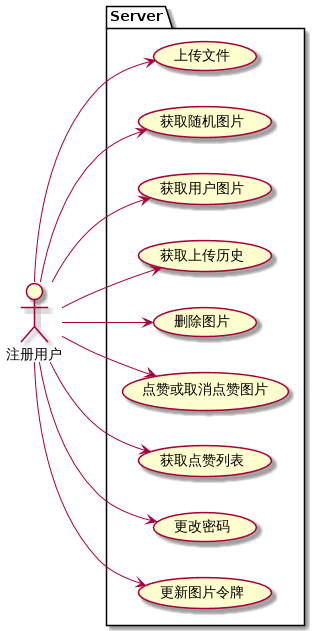 Server
上传文件
获取随机图片
获取用户图片
获取上传历史
删除图片
注册用户
点赞或取消点赞图片
获取点赞列表
更改密码
更新图片令牌